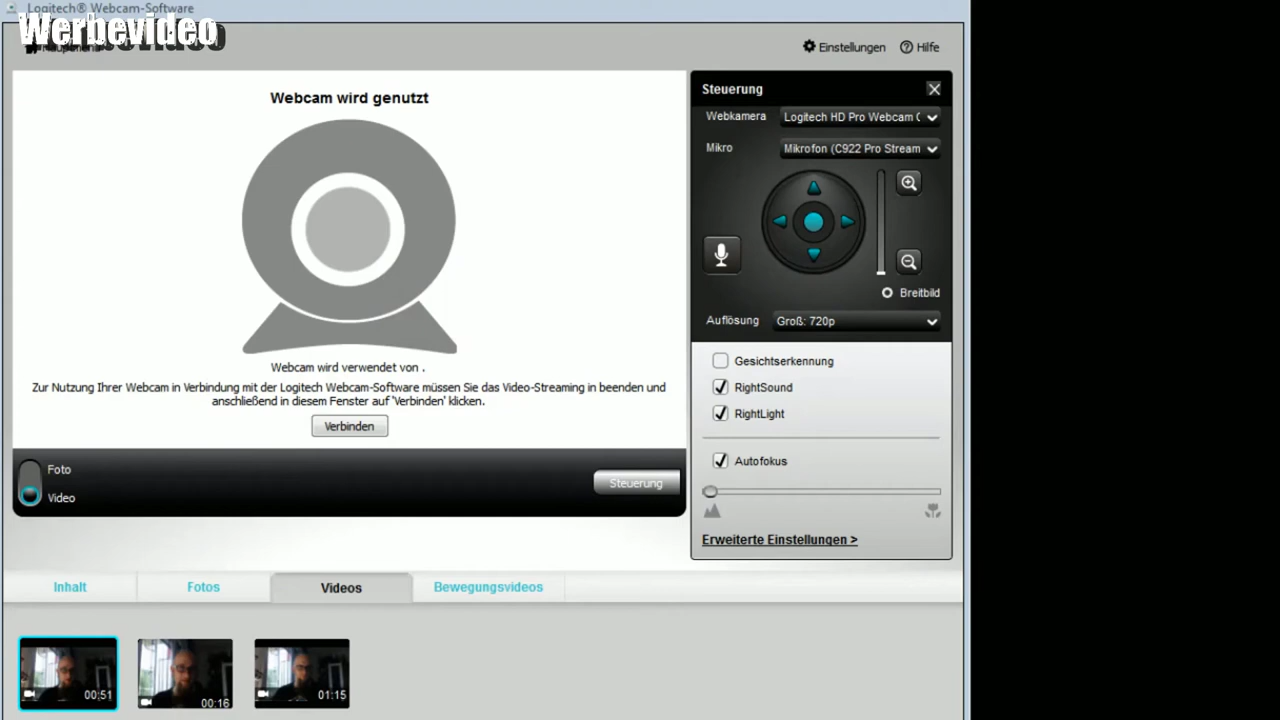 Logitech® Webcam-Software
Werbevideo
Einstellungen
Hilfe
Webcam wird genutzt
Webcam wird verwendet von .
Zur Nutzung Ihrer Webcam in Verbindung mit der Logitech Webcam-Software müssen Sie das Video-Streaming in beenden und
anschließend in diesem Fenster auf 'Verbinden' klicken.
Verbinden
Foto
Video
Steuerung
Steuerung
Webkamera
Logitech HD Pro Webcam C
Mikro
Mikrofon (C922 Pro Stream
Breitbild
Auflösung
Groß: 720p
Gesichtserkennung
RightSound
RightLight
Autofokus
Erweiterte Einstellungen >
Inhalt
Fotos
Videos
Bewegungsvideos
00:51
00:16
01:15